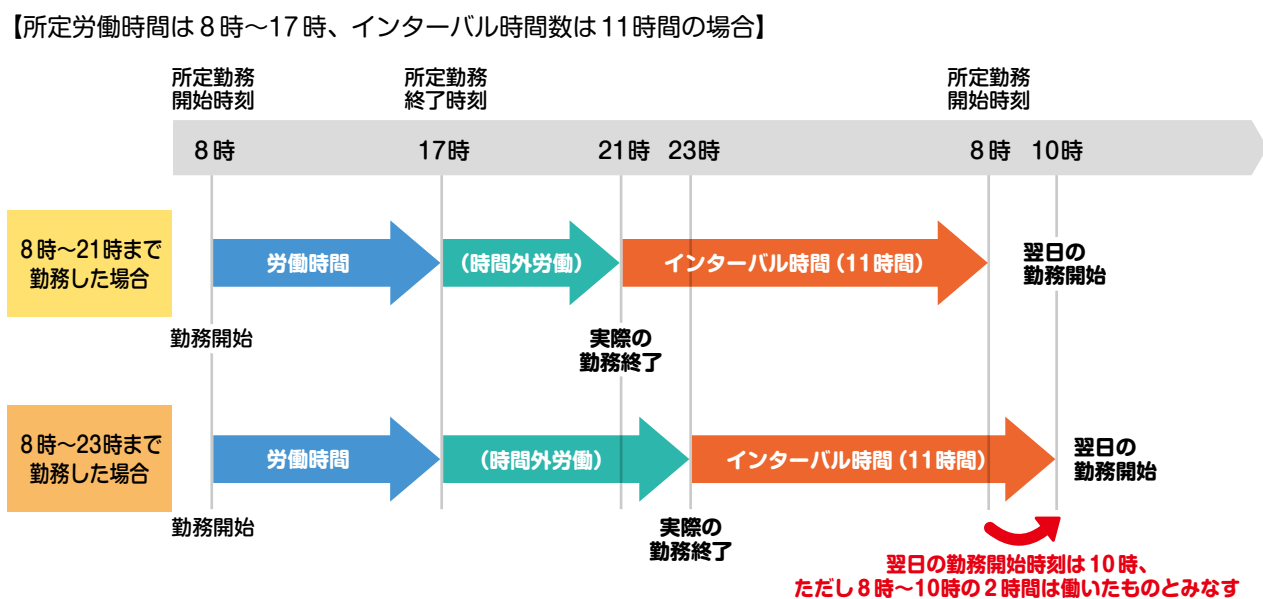 【所定労働時間は8時～17時、インターバル時間数は11時間の場合】
所定勤務
開始時刻
所定勤務
終了時刻
所定勤務
開始時刻
8時
17時
21時
23時
8時
10時
8時～21時まで
勤務した場合
労働時間
（時間外労働）
インターバル時間（11時間）
翌日の
勤務開始
勤務開始
実際の
勤務終了
8時～23時まで
勤務した場合
労働時間
（時間外労働）
インターバル時間（11時間）
翌日の
勤務開始
勤務開始
実際の
勤務終了
翌日の勤務開始時刻は10時、
ただし8時～10時の2時間は働いたものとみなす